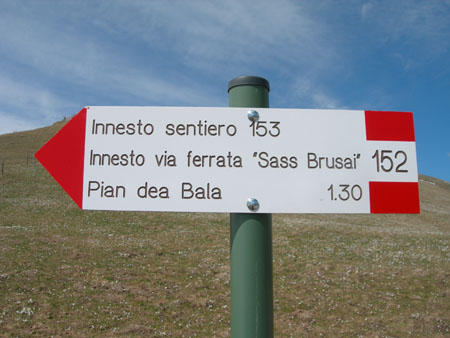 Innesto sentiero 153
Innesto via ferrata "Sass Brusai" 152
Pian dea Bala 1.30